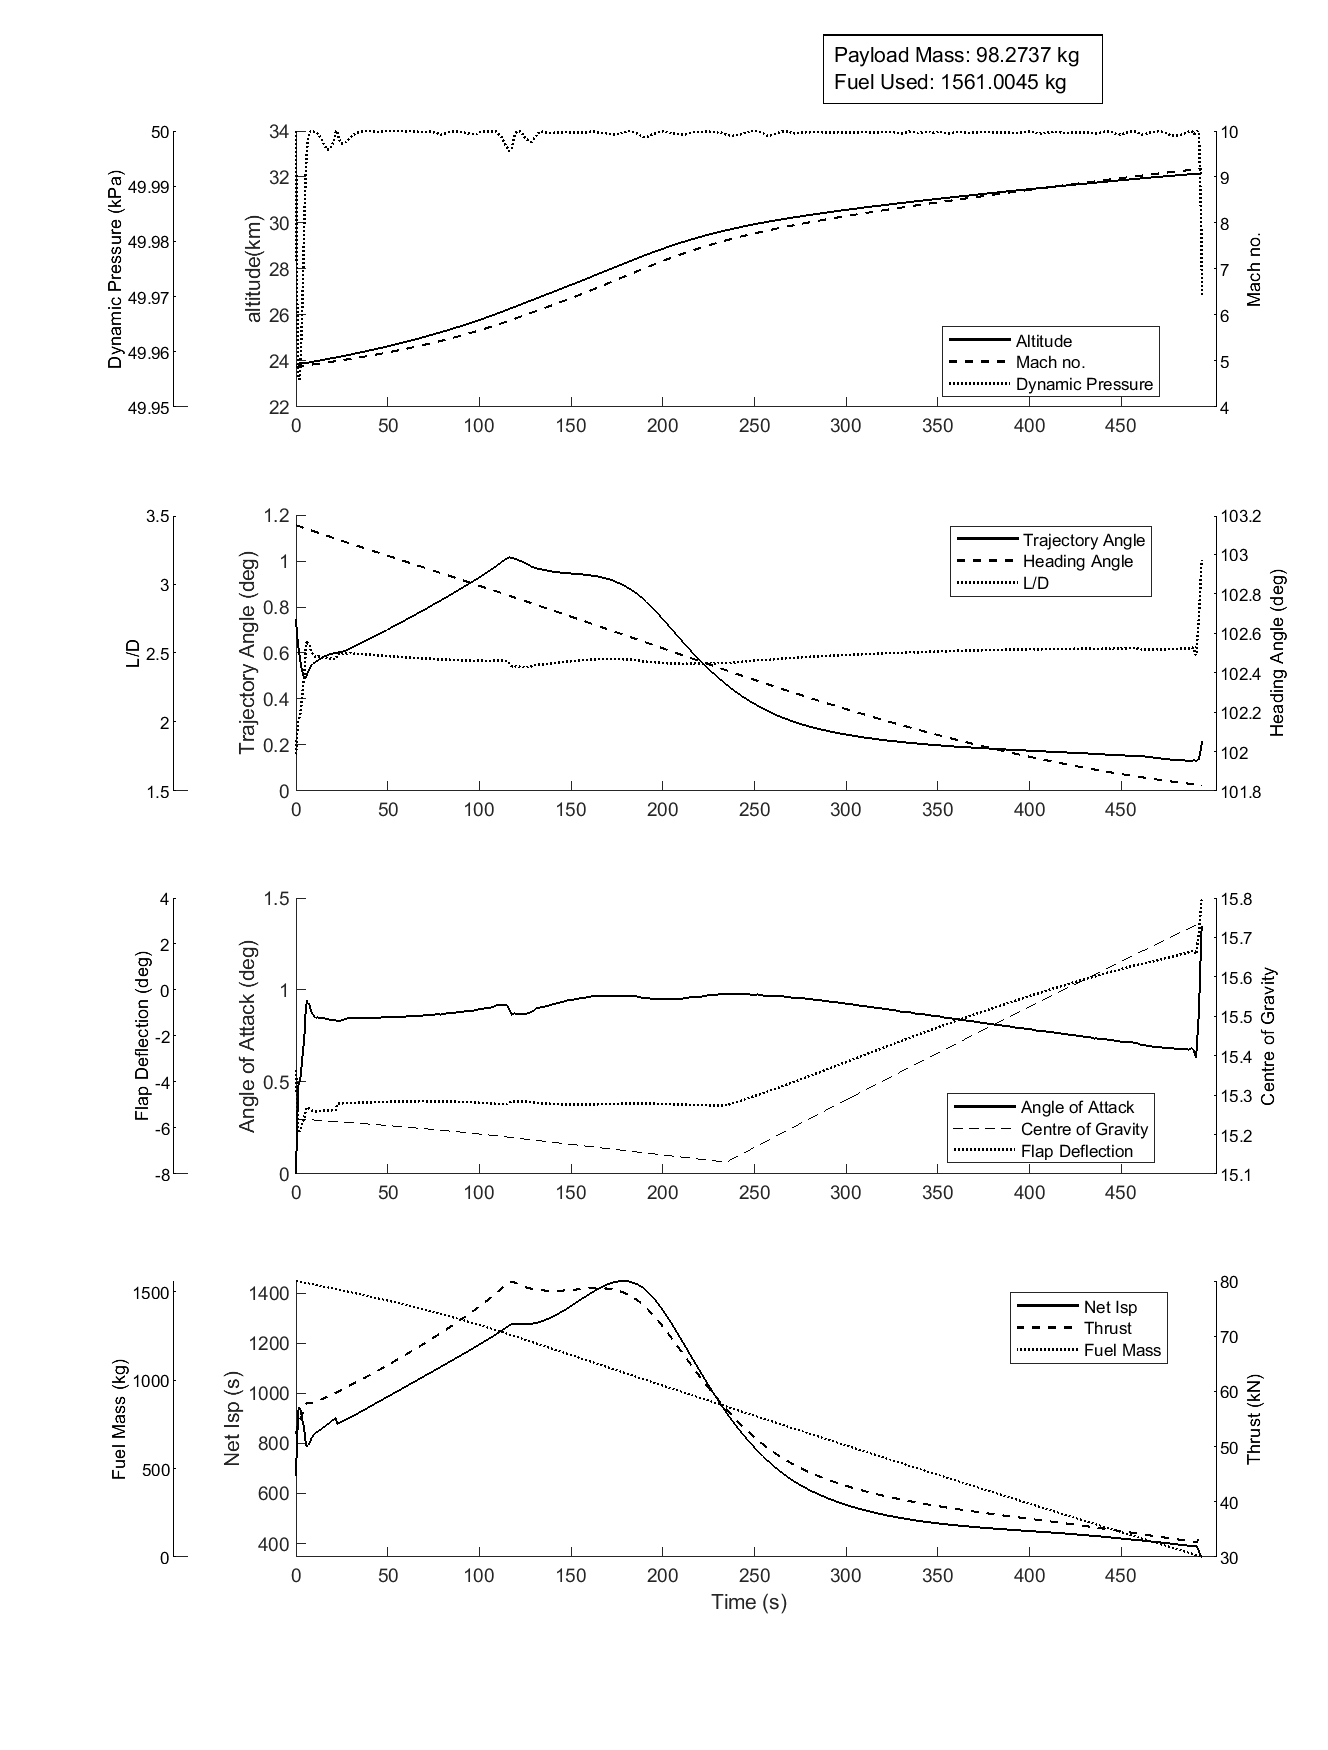 Payload Mass: 98.2737 kg
Fuel Used: 1561.0045 kg
Dynamic Pressure (kPa)
50
49.99
49.98
49.97
49.96
49.95
altitude(km)
34
32
30
28
26
24
22
Mach no.
10
9
8
7
6
5
4
Altitude
Mach no.
Dynamic Pressure
0 50 100 150 200 250 300 350 400 450
L/D
3.5
3
2.5
2
1.5
Trajectory Angle (deg)
1.2
1
0.8
0.6
0.4
0.2
0
Heading Angle (deg)
103.2
103
102.8
102.6
102.4
102.2
102
101.8
Trajectory Angle
Heading Angle
L/D
0 50 100 150 200 250 300 350 400 450
Flap Deflection (deg)
4
2
0
-2
-4
-6
-8
Angle of Attack (deg)
1.5
1
0.5
0
Centre of Gravity
15.8
15.7
15.6
15.5
15.4
15.3
15.2
15.1
Angle of Attack
Centre of Gravity
Flap Deflection
0 50 100 150 200 250 300 350 400 450
Fuel Mass (kg)
1500
1000
500
0
Net Isp (s)
1400
1200
1000
800
600
400
Thrust (kN)
80
70
60
50
40
30
Net Isp
Thrust
Fuel Mass
0 50 100 150 200 250 300 350 400 450
Time (s)